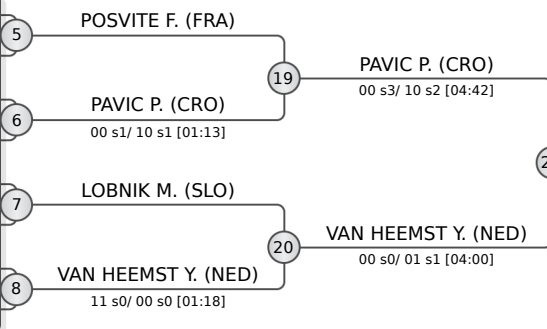 POSVITE F. (FRA)
5
19
PAVIC P. (CRO)
00 s3/ 10 s2 [04:42]
PAVIC P. (CRO)
6
00 s1/ 10 s1 [01:13]
LOBNIK M. (SLO)
7
20
VAN HEEMST Y. (NED)
00 s0/ 01 s1 [04:00]
VAN HEEMST Y. (NED)
8
11 s0/ 00 s0 [01:18]